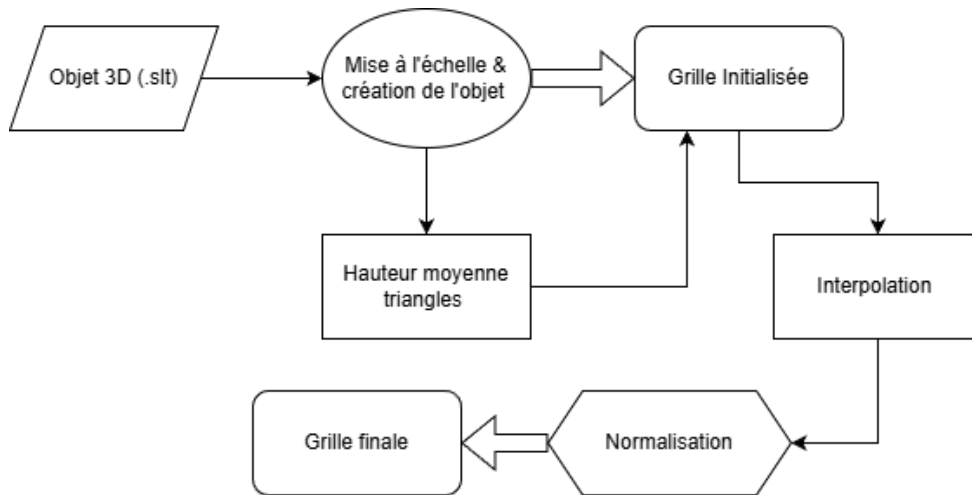 Objet 3D (.slt)
Mise à l'échelle &
création de l'objet
Grille Initialisée
Hauteur moyenne
triangles
Interpolation
Grille finale
Normalisation